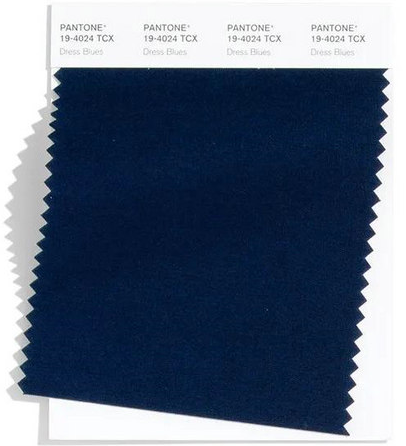 PANTONE® PANTONE® PANTONE® PANTONE®
19-4024 TCX 19-4024 TCX 19-4024 TCX 19-4024 TCX
Dress Blues Dress Blues Dress Blues Dress Blues